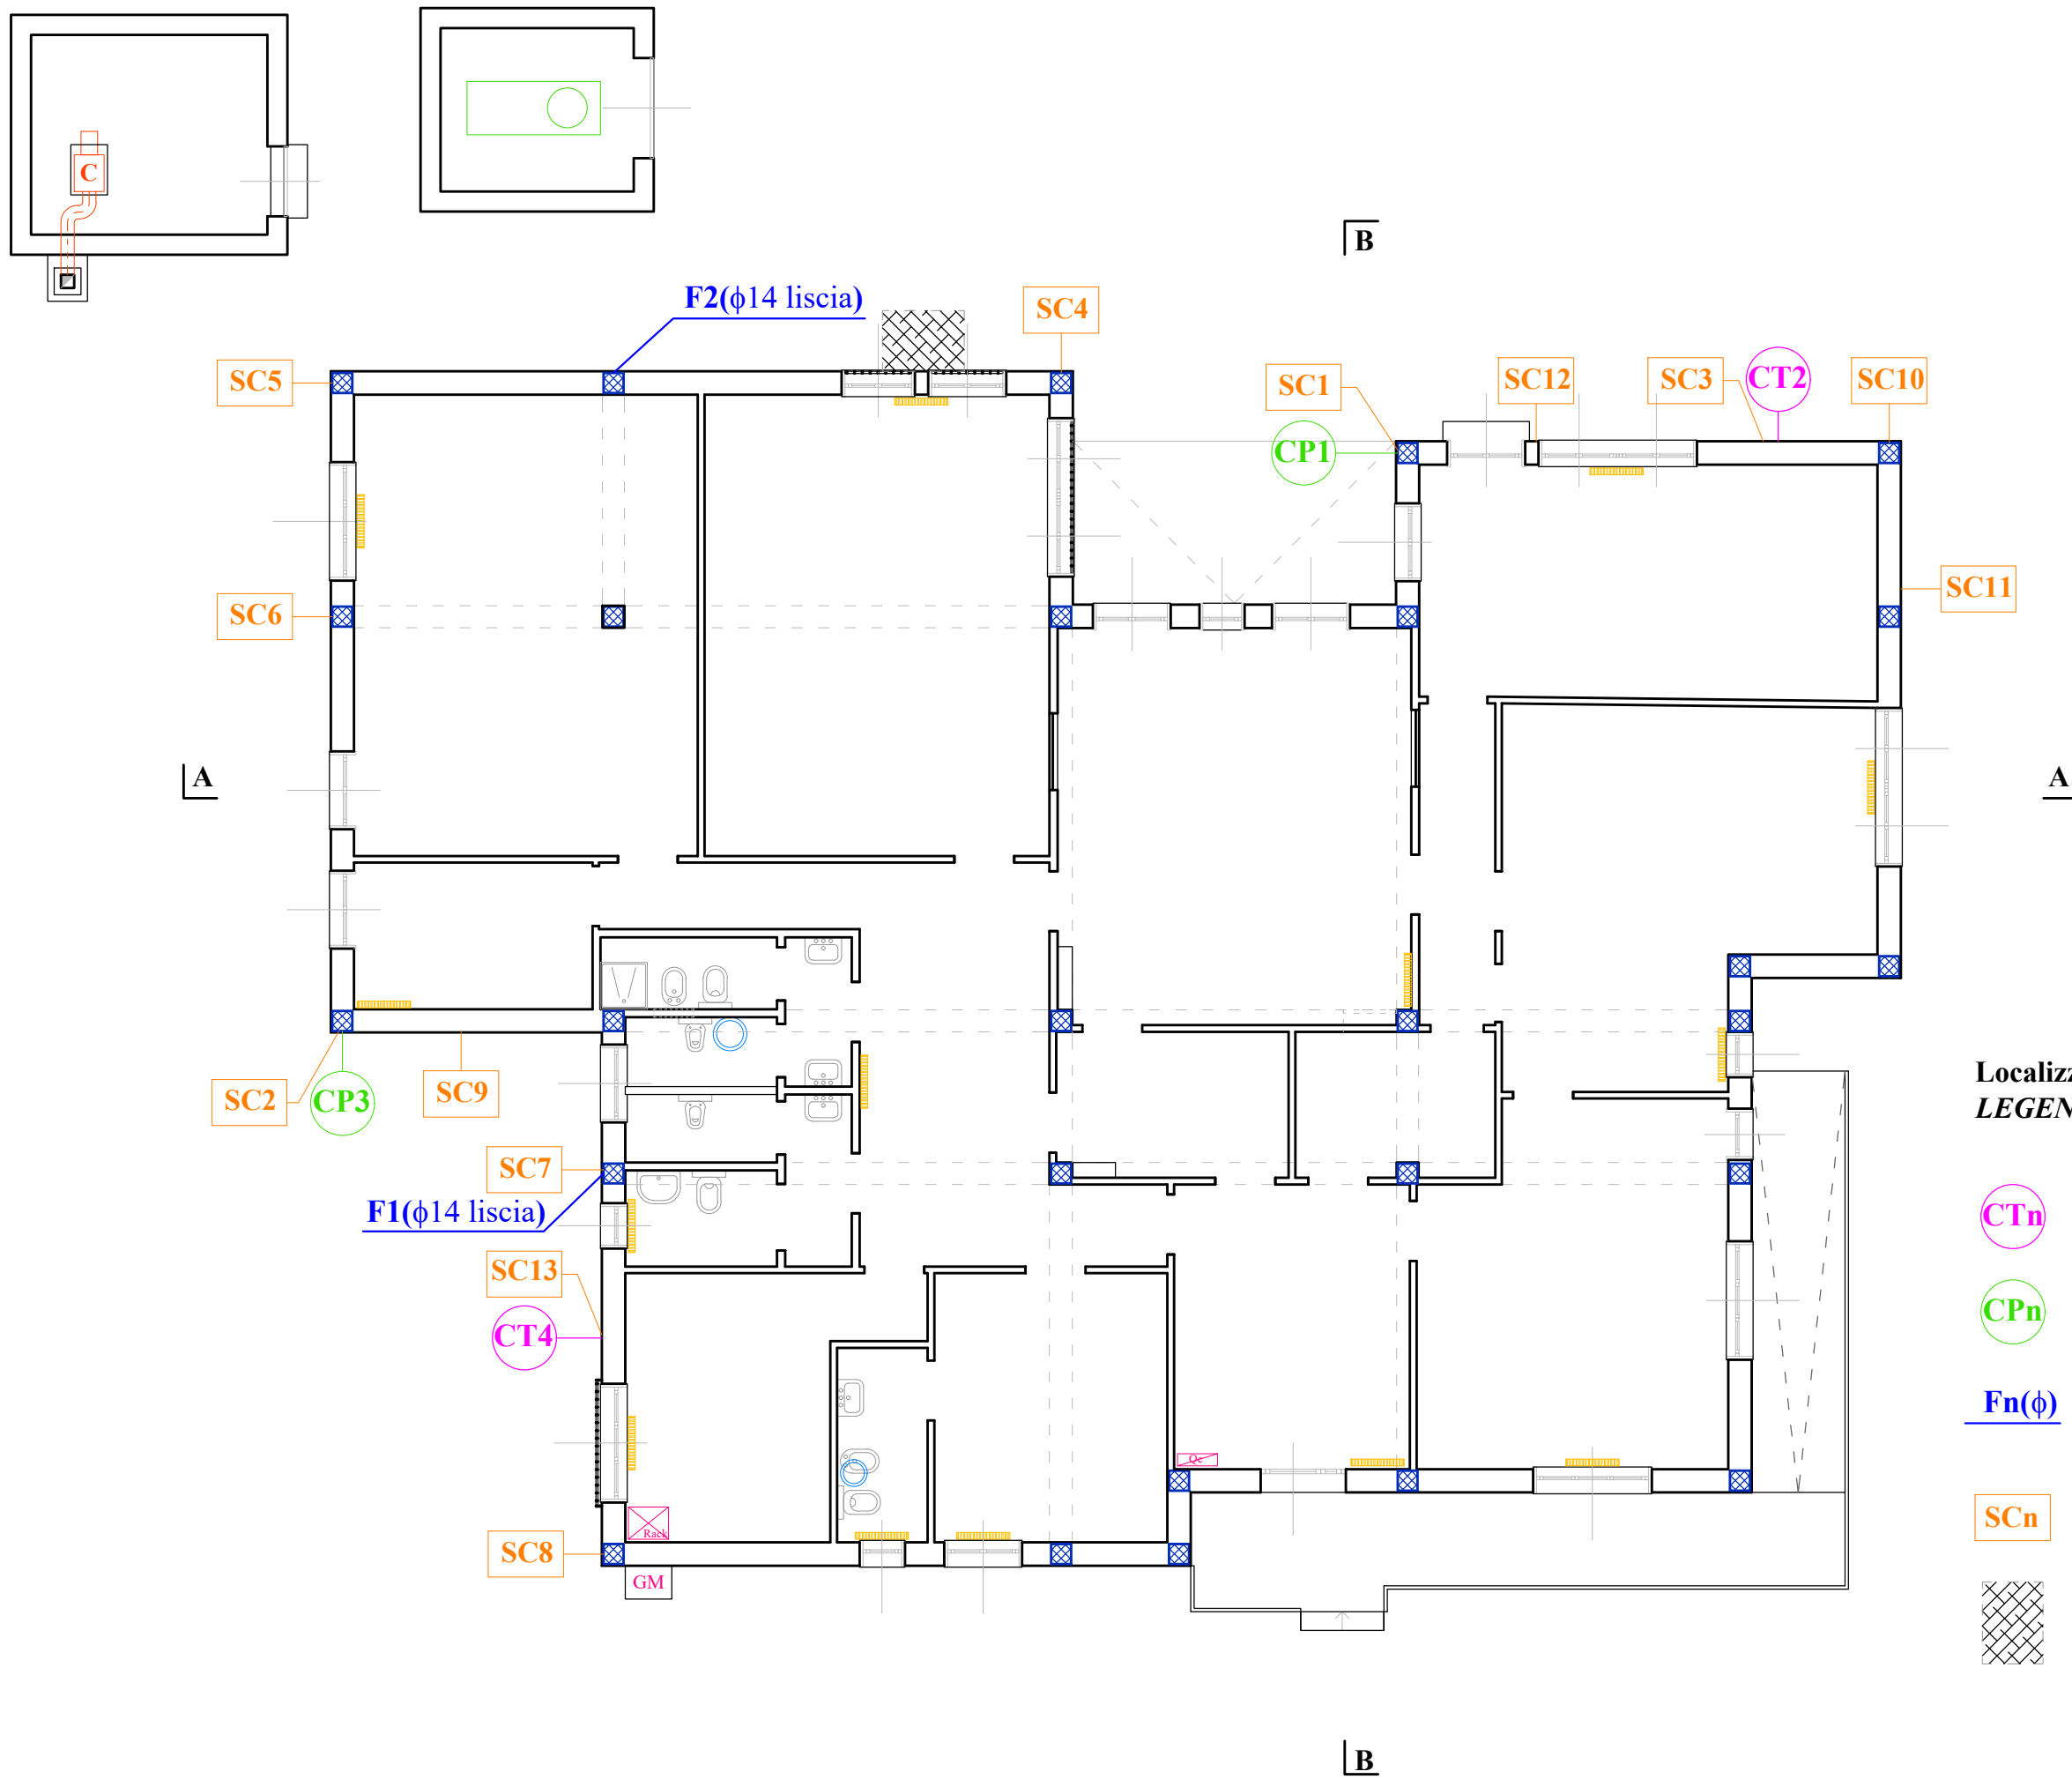 C
B
F2(ϕ14 liscia)
SC4
SC5
SC1
SC12
SC3
CT2
SC10
CP1
SC6
SC11
A
A
SC2
CP3
SC9
Localizz
LEGEN
SC7
F1(ϕ14 liscia)
CTn
SC13
CT4
CPn
Fn(ϕ)
Qe
Rack
SCn
SC8
GM
B